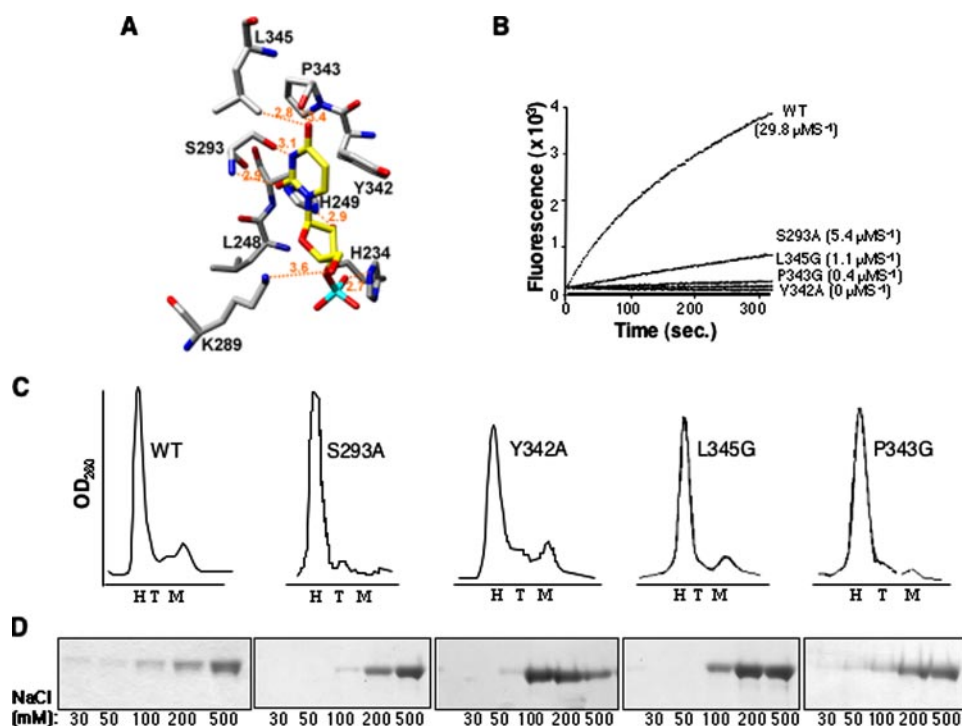 A
L345
P343
2.8
3.4
S293
3.1
2.9
Y342
H249
2.9
L248
H234
3.6
2.7
K289
B
Fluorescence (x 10³)
4
3
2
1
0
0 100 200 300
Time (sec.)
WT
(29.8 µMS⁻¹)
S293A (5.4 µMS⁻¹)
L345G (1.1 µMS⁻¹)
P343G (0.4 µMS⁻¹)
Y342A (0 µMS⁻¹)
C
OD₂₆₀
WT
S293A
Y342A
L345G
P343G
H T M
H T M
H T M
H T M
H T M
D
NaCl
(mM):
30 50 100 200 500
30 50 100 200 500
30 50 100 200 500
30 50 100 200 500
30 50 100 200 500